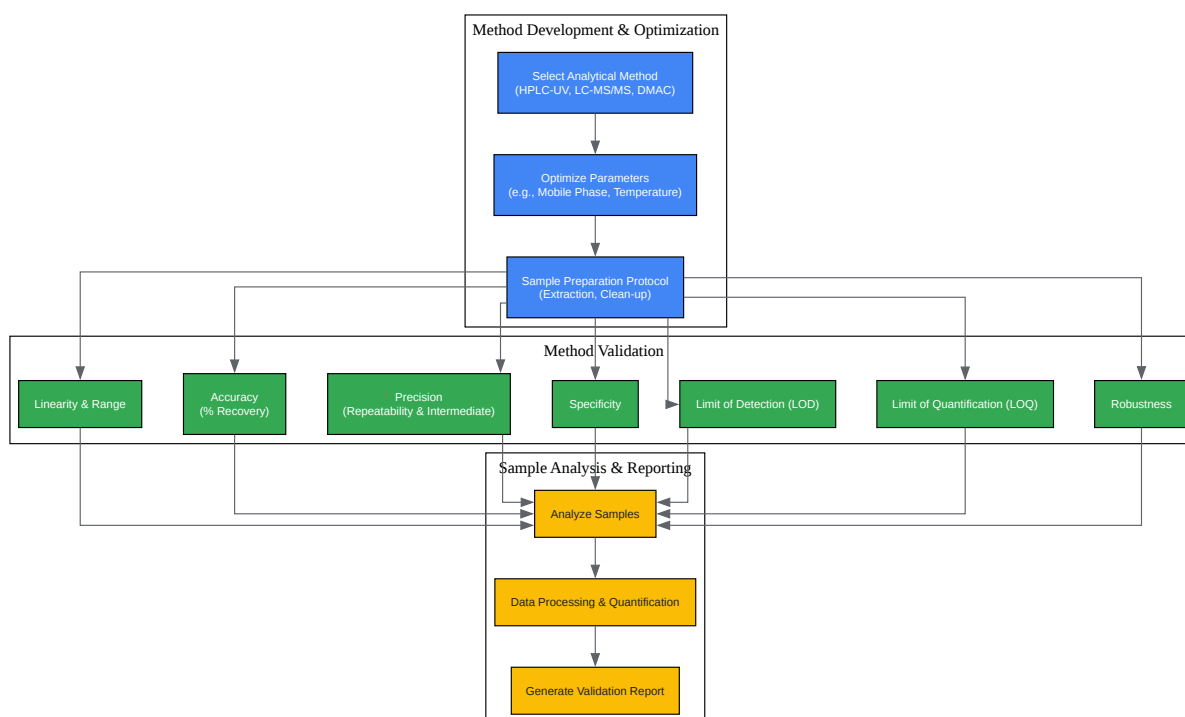 Method Development & Optimization
Select Analytical Method
(HPLC-UV, LC-MS/MS, DMAC)
Optimize Parameters
(e.g., Mobile Phase, Temperature)
Sample Preparation Protocol
(Extraction, Clean-up)
Method Validation
Linearity & Range
Accuracy
(% Recovery)
Precision
(Repeatability & Intermediate)
Specificity
Limit of Detection (LOD)
Limit of Quantification (LOQ)
Robustness
Sample Analysis & Reporting
Analyze Samples
Data Processing & Quantification
Generate Validation Report